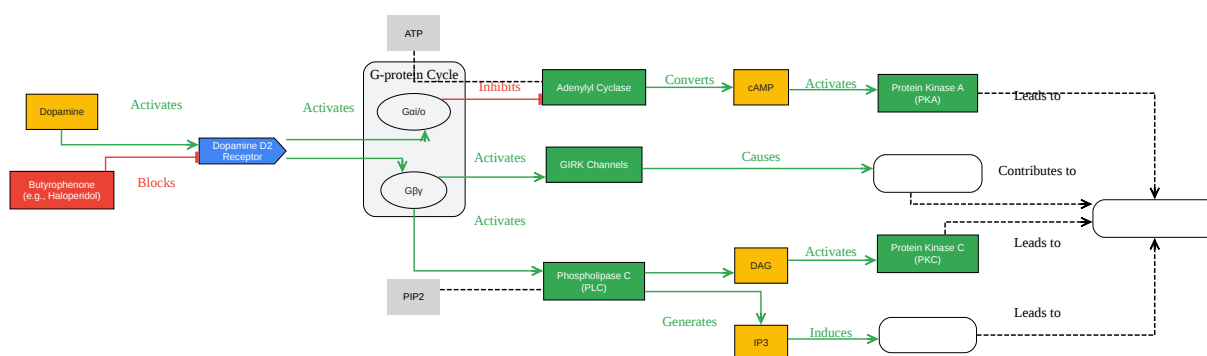 ATP
G-protein Cycle
Inhibits
Adenylyl Cyclase
Converts
cAMP
Activates
Protein Kinase A
(PKA)
Leads to
Dopamine
Activates
Activates
Gαi/o
Dopamine D2
Receptor
Butyrophenone
(e.g., Haloperidol)
Blocks
Gβγ
Activates
GIRK Channels
Causes
Contributes to
Activates
Phospholipase C
(PLC)
PIP2
DAG
Activates
Protein Kinase C
(PKC)
Leads to
Generates
IP3
Induces
Leads to